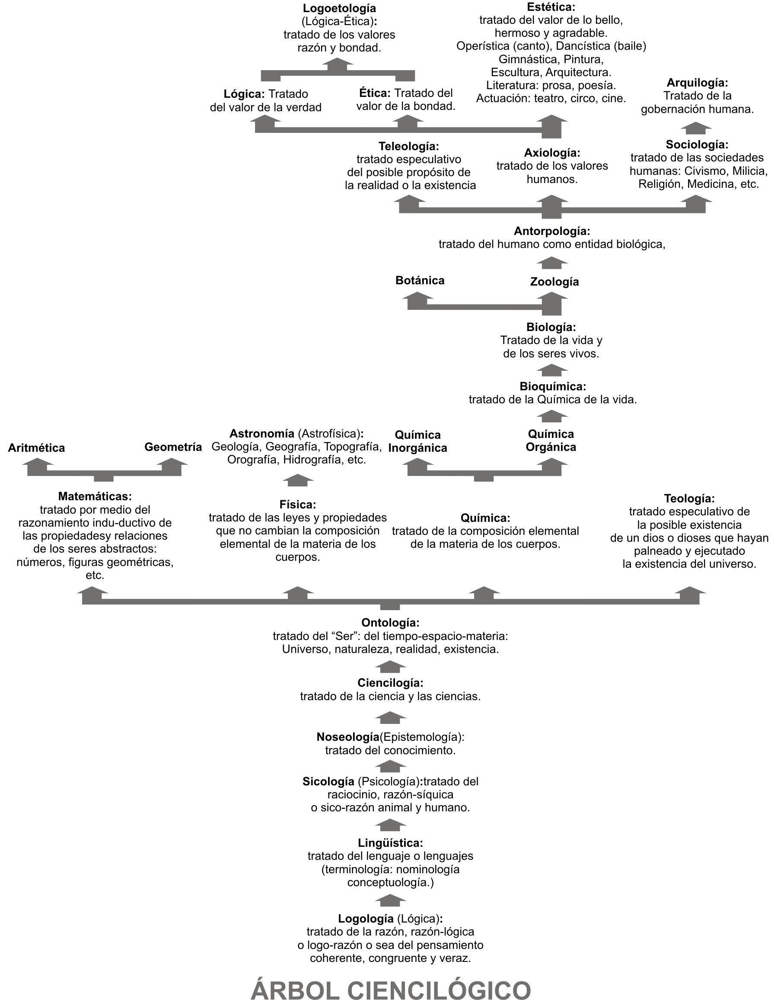 Logoetología
(Lógica-Ética):
tratado de los valores
razón y bondad.
Estética:
tratado del valor de lo bello,
hermoso y agradable.
Operística (canto), Dancística (baile)
Gimnástica, Pintura,
Escultura, Arquitectura.
Literatura: prosa, poesía.
Actuación: teatro, circo, cine.
Lógica: Tratado
del valor de la verdad
Ética: Tratado del
valor de la bondad.
Arquilogía:
Tratado de la
gobernación humana.
Teleología:
tratado especulativo
del posible propósito de
la realidad o la existencia
Axiología:
tratado de los valores
humanos.
Sociología:
tratado de las sociedades
humanas: Civismo, Milicia,
Religión, Medicina, etc.
Antorpología:
tratado del humano como entidad biológica,
Botánica
Zoología
Biología:
Tratado de la vida y
de los seres vivos.
Bioquímica:
tratado de la Química de la vida.
Aritmética
Geometría
Astronomía (Astrofísica):
Geología, Geografía, Topografía,
Orografía, Hidrografía, etc.
Química
Inorgánica
Química
Orgánica
Matemáticas:
tratado por medio del
razonamiento indu-ductivo de
las propiedadesy relaciones
de los seres abstractos:
números, figuras geométricas,
etc.
Física:
tratado de las leyes y propiedades
que no cambian la composición
elemental de la materia de los
cuerpos.
Química:
tratado de la composición elemental
de la materia de los cuerpos.
Teología:
tratado especulativo de
la posible existencia
de un dios o dioses que hayan
palneado y ejecutado
la existencia del universo.
Ontología:
tratado del “Ser”: del tiempo-espacio-materia:
Universo, naturaleza, realidad, existencia.
Ciencilogía:
tratado de la ciencia y las ciencias.
Noseología(Epistemología):
tratado del conocimiento.
Sicología (Psicología):tratado del
raciocinio, razón-síquica
o sico-razón animal y humano.
Lingüística:
tratado del lenguaje o lenguajes
(terminología: nominología
conceptuología.)
Logología (Lógica):
tratado de la razón, razón-lógica
o logo-razón o sea del pensamiento
coherente, congruente y veraz.
ÁRBOL CIENCILÓGICO